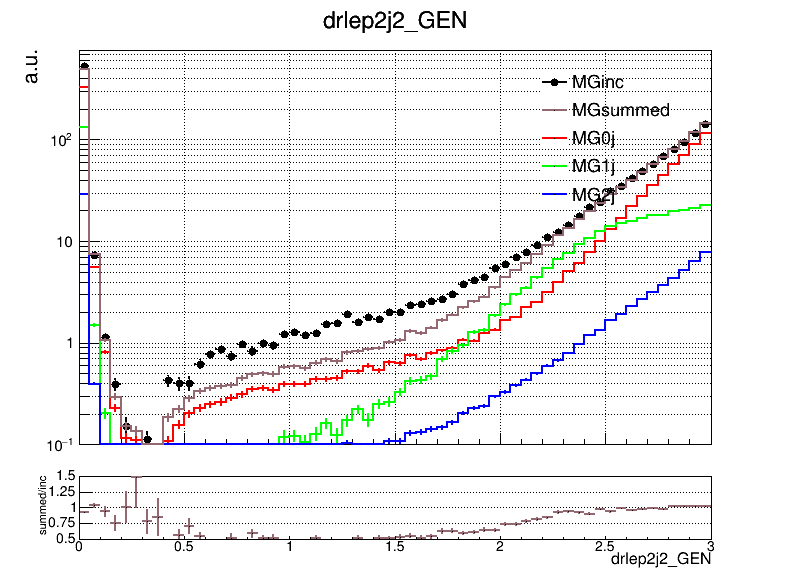 drlep2j2_GEN
a.u.
MGinc
MGsummed
MG0j
MG1j
MG2j
10²
10
1
10⁻¹
summed/inc
1.5
1.25
1
0.75
0.5
0 0.5 1 1.5 2 2.5 3
drlep2j2_GEN